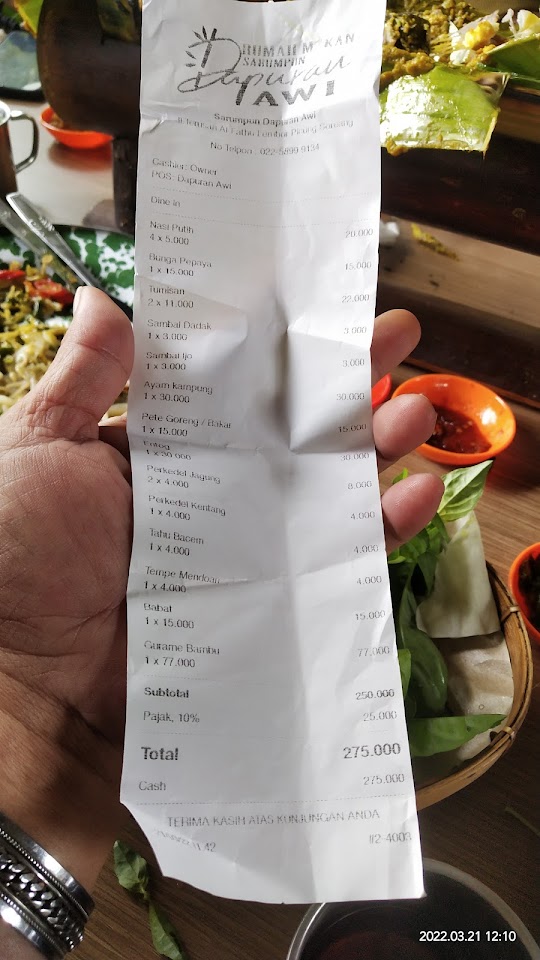 RUMAH MAKAN
SARUMPUN
Dapuran
AWI
Sarumpun Dapuran Awi
No Telpon : 022-5899 9134
Cashier: Owner
POS: Dapuran Awi
Dine in
Nasi Putih
4 x 5.000 20.000
Bunga Pepaya
1 x 15.000 15.000
Tumisan
2 x 11.000 22.000
Sambal Dadak
1 x 3.000 3.000
Sambal Ijo
1 x 3.000 3.000
Ayam kampung
1 x 30.000 30.000
Pete Goreng / Bakar
1 x 15.000 15.000
1 x 30.000 30.000
Perkedel Jagung
2 x 4.000 8.000
Perkedel Kentang
1 x 4.000 4.000
Tahu Bacem
1 x 4.000 4.000
Tempe Mendoan
1 x 4.000 4.000
Babat
1 x 15.000 15.000
Gurame Bambu
1 x 77.000 77.000
Subtotal 250.000
Pajak, 10% 25.000
Total 275.000
Cash 275.000
TERIMA KASIH ATAS KUNJUNGAN ANDA
#2-4003
2022.03.21 12:10